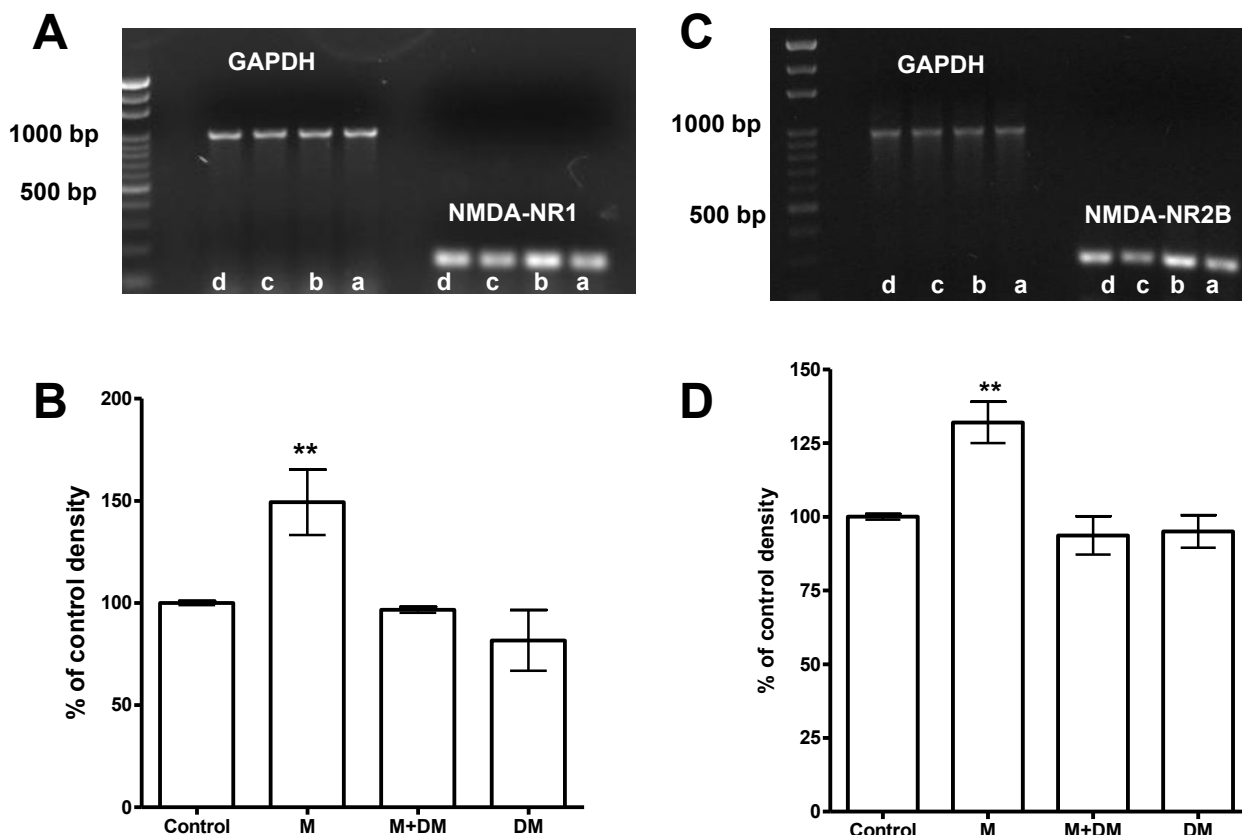 A
GAPDH
1000 bp
500 bp
NMDA-NR1
d c b a d c b a
C
GAPDH
1000 bp
500 bp
NMDA-NR2B
d c b a d c b a
B
% of control density
200
150
100
50
0
**
Control M M+DM DM
D
% of control density
150
125
100
75
50
25
0
**
Control M M+DM DM